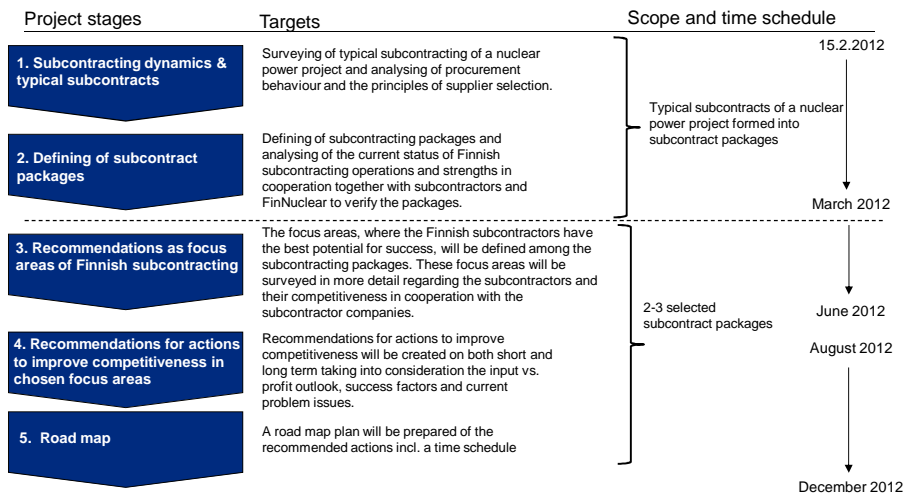 Project stages
Targets
Scope and time schedule
1. Subcontracting dynamics &
typical subcontracts
Surveying of typical subcontracting of a nuclear
power project and analysing of procurement
behaviour and the principles of supplier selection.
2. Defining of subcontract
packages
Defining of subcontracting packages and
analysing of the current status of Finnish
subcontracting operations and strengths in
cooperation together with subcontractors and
FinNuclear to verify the packages.
Typical subcontracts of a nuclear
power project formed into
subcontract packages
15.2.2012
March 2012
3. Recommendations as focus
areas of Finnish subcontracting
The focus areas, where the Finnish subcontractors have
the best potential for success, will be defined among the
subcontracting packages. These focus areas will be
surveyed in more detail regarding the subcontractors and
their competitiveness in cooperation with the
subcontractor companies.
4. Recommendations for actions
to improve competitiveness in
chosen focus areas
Recommendations for actions to improve
competitiveness will be created on both short and
long term taking into consideration the input vs.
profit outlook, success factors and current
problem issues.
5. Road map
A road map plan will be prepared of the
recommended actions incl. a time schedule
2-3 selected
subcontract packages
June 2012
August 2012
December 2012